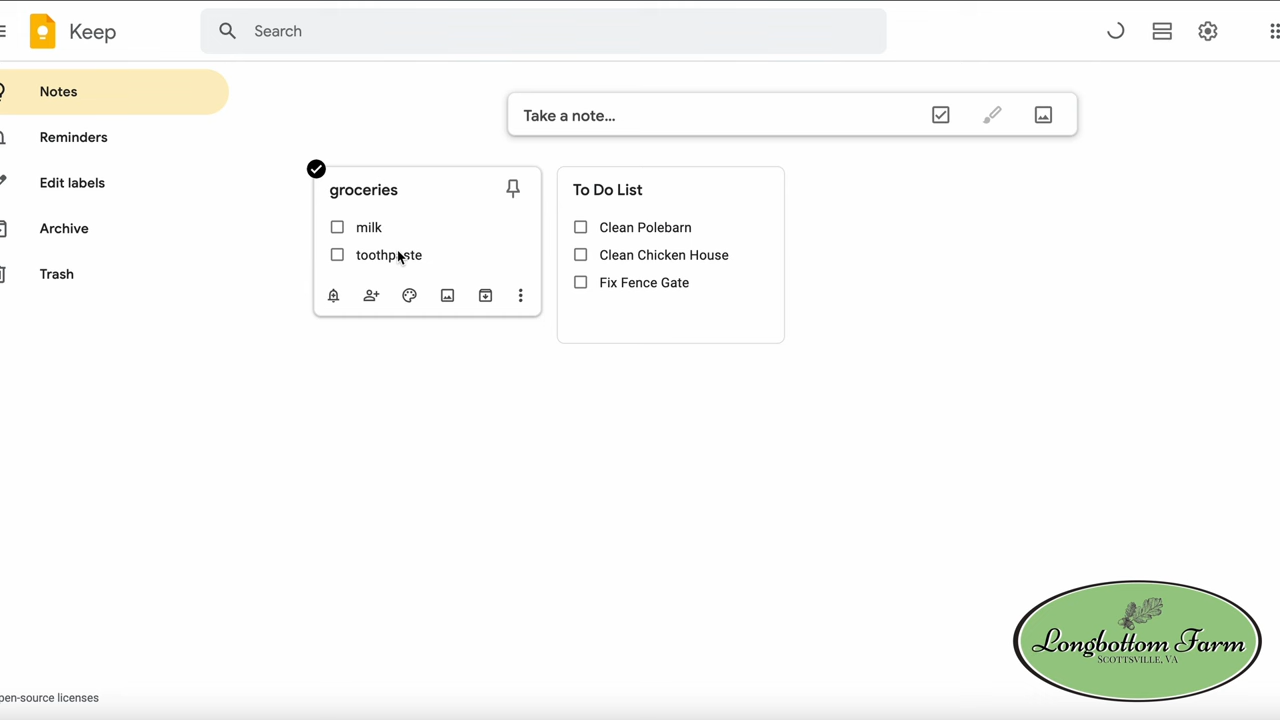 Keep
Search
Notes
Reminders
Edit labels
Archive
Trash
Take a note...
groceries
milk
toothpaste
To Do List
Clean Polebarn
Clean Chicken House
Fix Fence Gate
Longbottom Farm
SCOTTSVILLE, VA
pen-source licenses